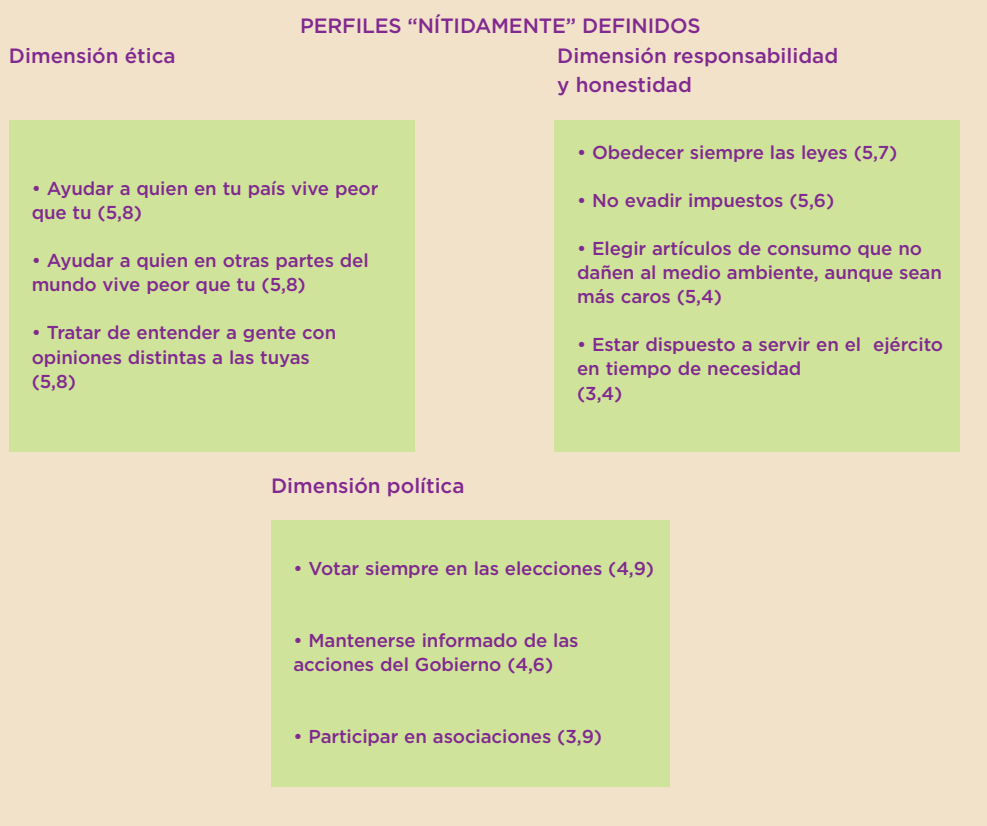 PERFILES “NÍTIDAMENTE” DEFINIDOS
Dimensión ética
• Ayudar a quien en tu país vive peor
que tu (5,8)
• Ayudar a quien en otras partes del
mundo vive peor que tu (5,8)
• Tratar de entender a gente con
opiniones distintas a las tuyas
(5,8)
Dimensión responsabilidad
y honestidad
• Obedecer siempre las leyes (5,7)
• No evadir impuestos (5,6)
• Elegir artículos de consumo que no
dañen al medio ambiente, aunque sean
más caros (5,4)
• Estar dispuesto a servir en el ejército
en tiempo de necesidad
(3,4)
Dimensión política
• Votar siempre en las elecciones (4,9)
• Mantenerse informado de las
acciones del Gobierno (4,6)
• Participar en asociaciones (3,9)